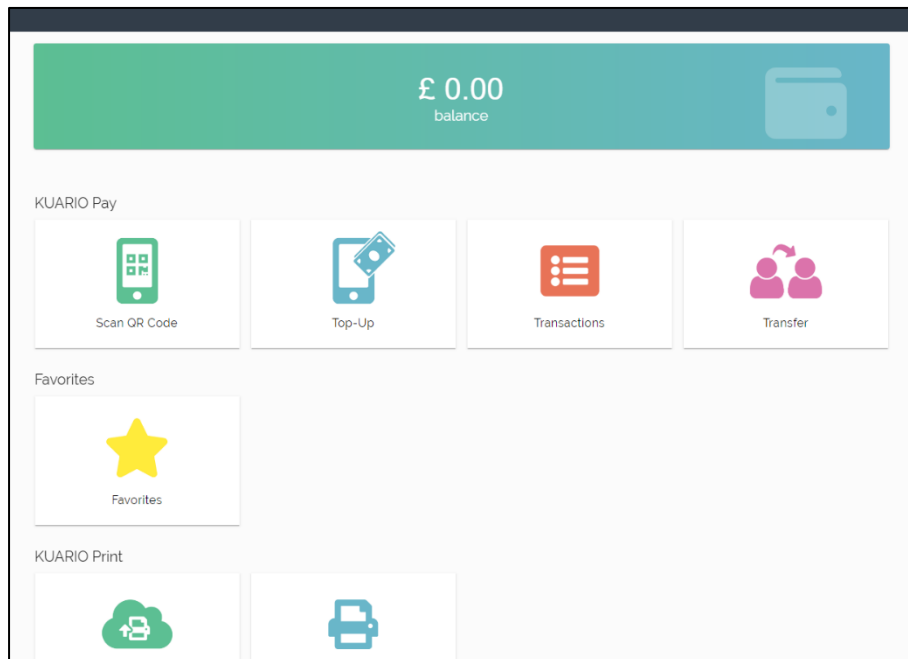 £ 0.00
balance
KUARIO Pay
Scan QR Code
Top-Up
Transactions
Transfer
Favorites
Favorites
KUARIO Print